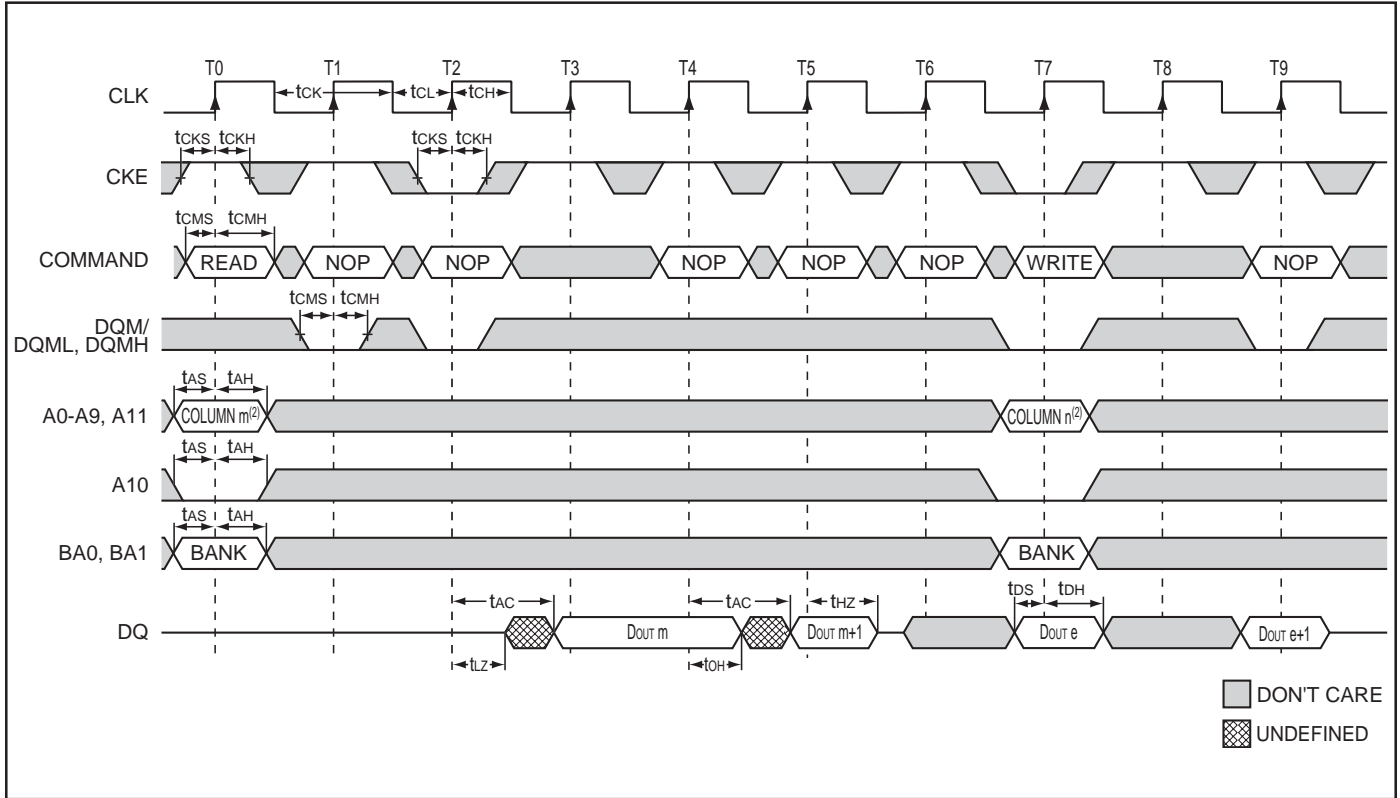 T0 T1 T2 T3 T4 T5 T6 T7 T8 T9
CLK tCK tCL tCH
tCKS tCKH tCKS tCKH
CKE
tCMS tCMH
COMMAND READ NOP NOP NOP NOP NOP WRITE NOP
tCMS tCMH
DQM/
DQML, DQMH
tAS tAH
A0-A9, A11 COLUMN m(2) COLUMN n(2)
tAS tAH
A10
tAS tAH
BA0, BA1 BANK BANK
tAC tAC tHZ tDS tDH
DQ DOUT m DOUT m+1 DOUT e DOUT e+1
tLZ tOH
DON'T CARE
UNDEFINED